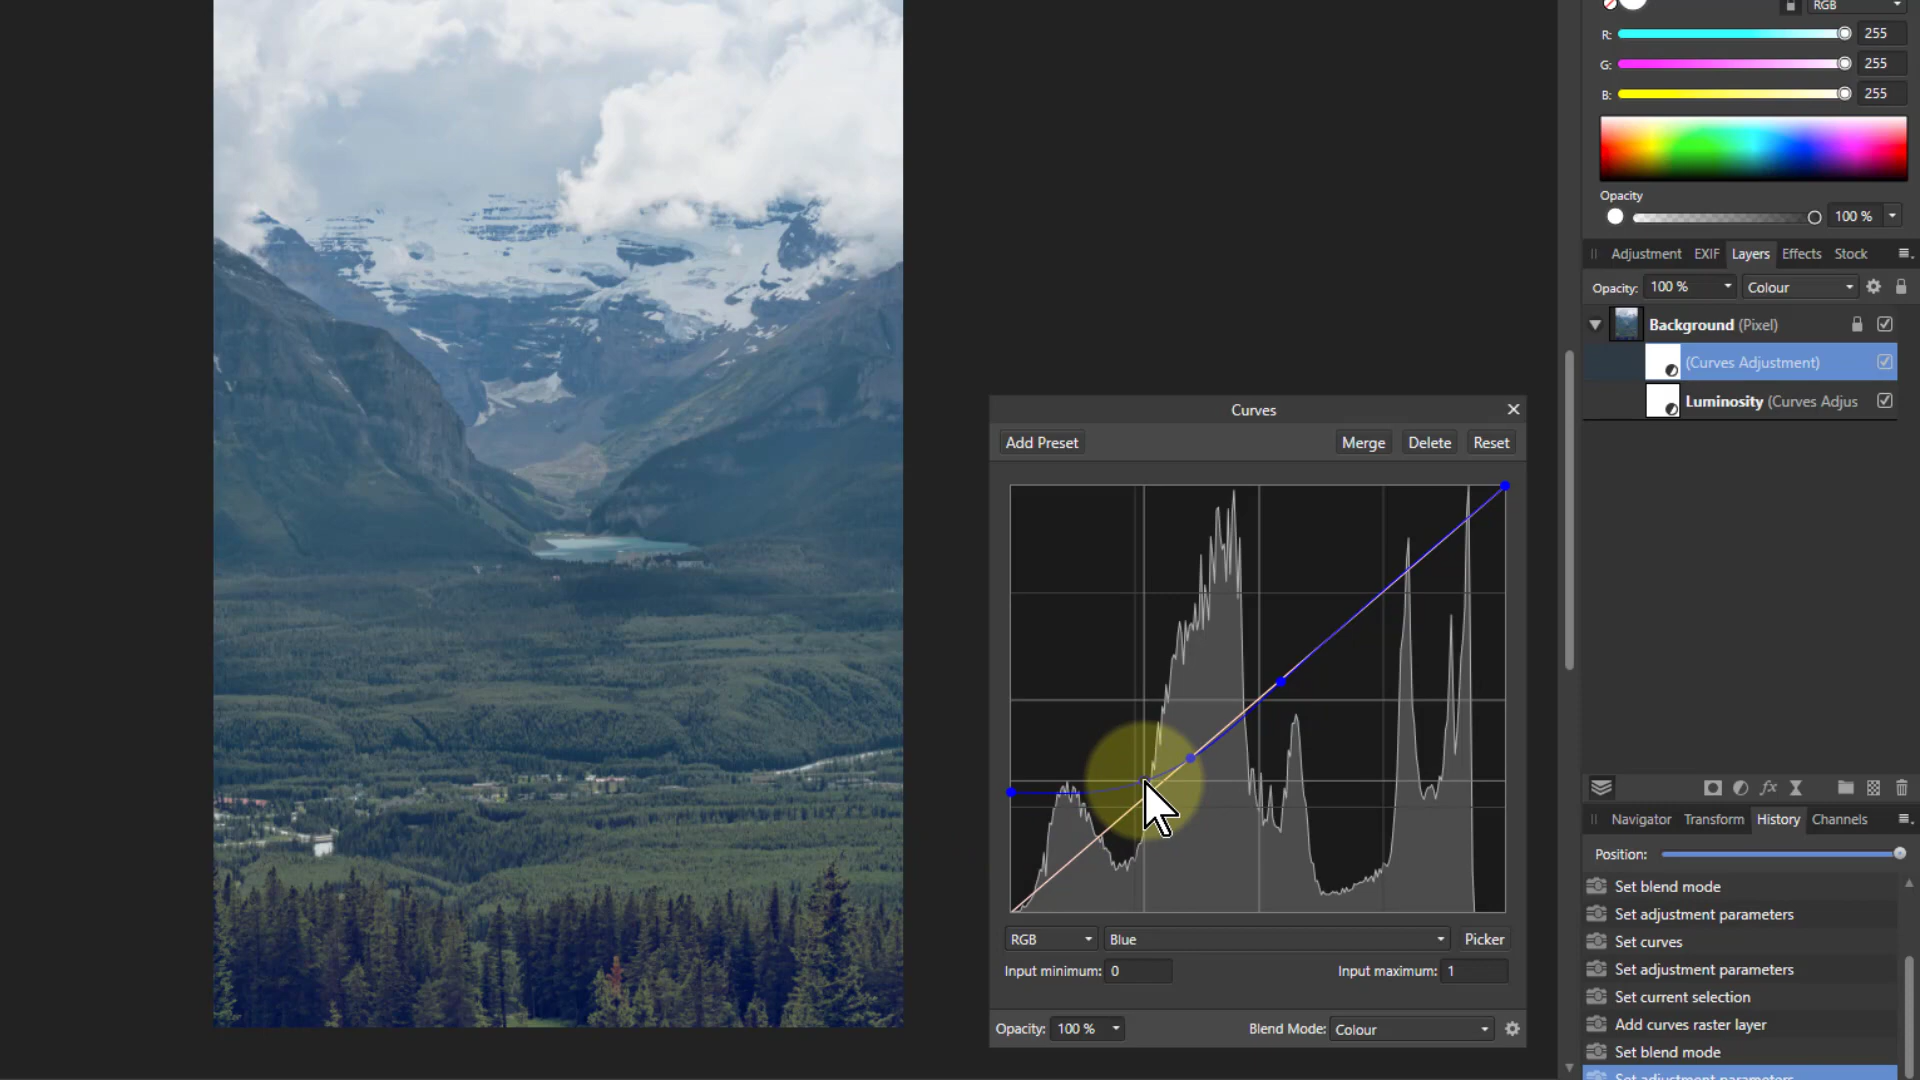 RGB
R: 255
G: 255
B: 255
Opacity
100 %
Adjustment EXIF Layers Effects Stock
Opacity: 100 % Colour
Background (Pixel)
(Curves Adjustment)
Luminosity (Curves Adjus
Curves
Add Preset Merge Delete Reset
RGB Blue Picker
Input minimum: 0 Input maximum: 1
Opacity: 100 % Blend Mode: Colour
Navigator Transform History Channels
Position:
Set blend mode
Set adjustment parameters
Set curves
Set adjustment parameters
Set current selection
Add curves raster layer
Set blend mode
Set adjustment parameters